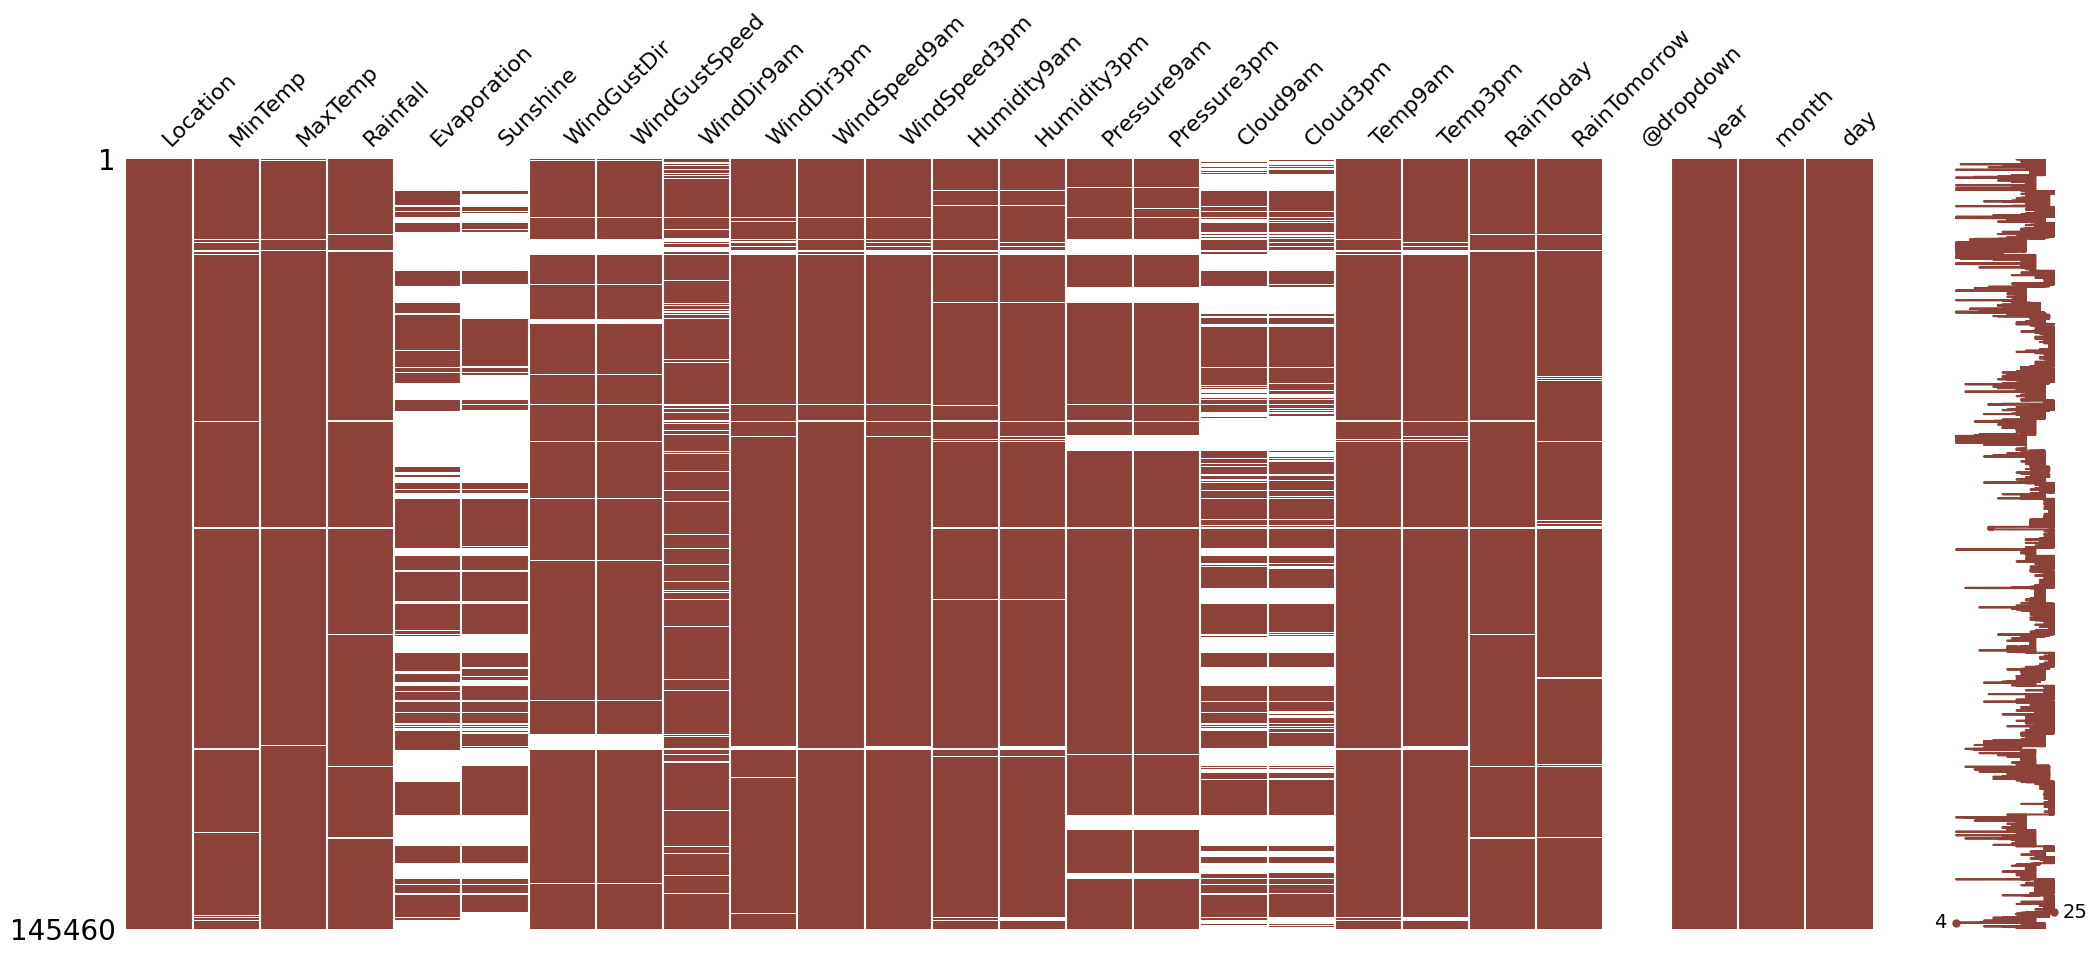 Location
MinTemp
MaxTemp
Rainfall
Evaporation
Sunshine
WindGustDir
WindGustSpeed
WindDir9am
WindDir3pm
WindSpeed9am
WindSpeed3pm
Humidity9am
Humidity3pm
Pressure9am
Pressure3pm
Cloud9am
Cloud3pm
Temp9am
Temp3pm
RainToday
RainTomorrow
@dropdown
year
month
day
1
145460
4
25